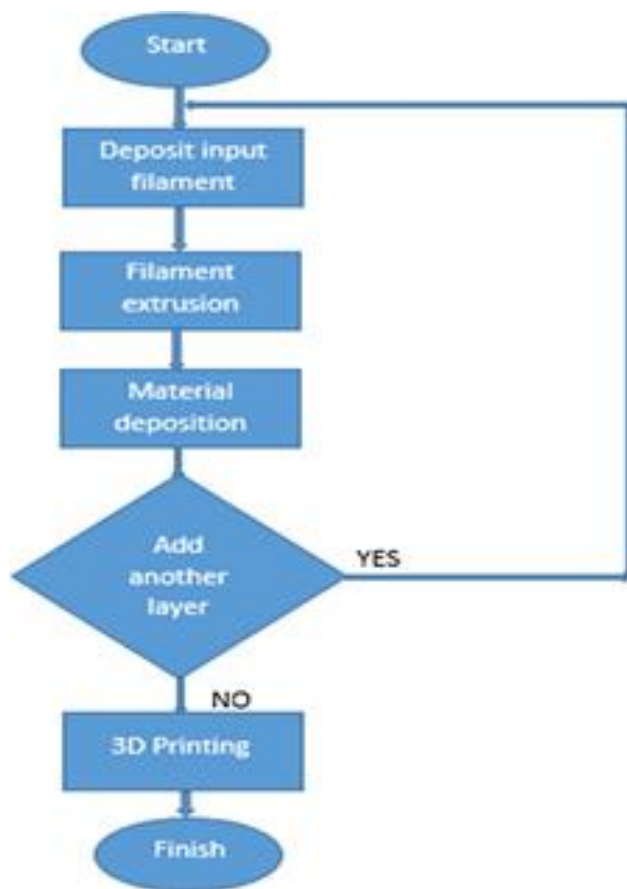 Start
Deposit input
filament
Filament
extrusion
Material
deposition
Add
another
layer
YES
NO
3D Printing
Finish